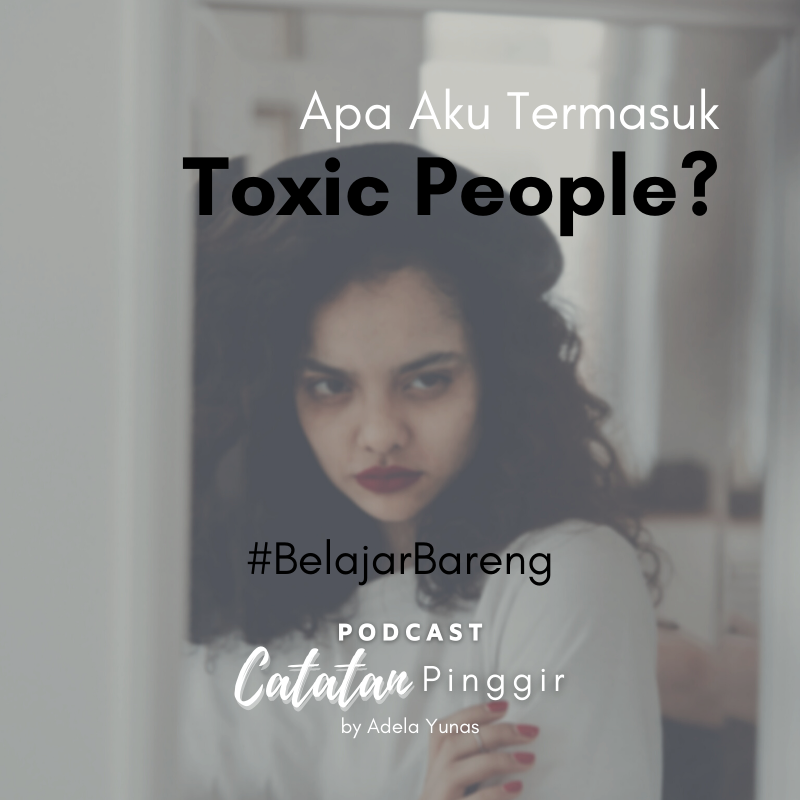 Apa Aku Termasuk
Toxic People?
#BelajarBareng
PODCAST
Catatan Pinggir
by Adela Yunas